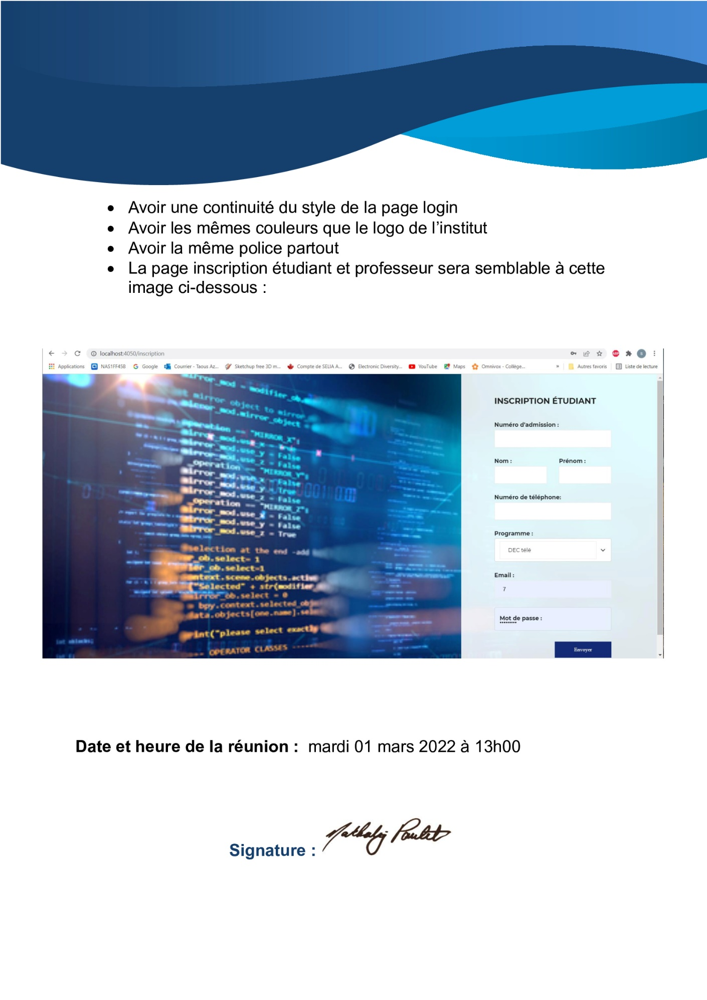 • Avoir une continuité du style de la page login
• Avoir les mêmes couleurs que le logo de l’institut
• Avoir la même police partout
• La page inscription étudiant et professeur sera semblable à cette
image ci-dessous :
localhost:4050/inscription
ABP
S
Applications NAS1FF45B Google Courrier - Taous Az... Sketchup free 3D m... Compte de SELIA A... Electronic Diversity... YouTube Maps Omnivox - Collège... » Autres favoris Liste de lecture
mirror_mod = modifier_ob.
mirror object to mirror
mirror_mod.mirror_object =
operation == "MIRROR_X":
mirror_mod.use_x = True
mirror_mod.use_y = False
mirror_mod.use_z = False
_operation == "MIRROR_Y":
mirror_mod.use_x = False
mirror_mod.use_y = True
mirror_mod.use_z = False
_operation == "MIRROR_Z":
mirror_mod.use_x = False
mirror_mod.use_y = False
mirror_mod.use_z = True
selection at the end -add
_ob.select= 1
er_ob.select=1
ntext.scene.objects.activ
("Selected" + str(modifier
irror_ob.select = 0
= bpy.context.selected_obj
data.objects[one.name].sel
int("please select exactly
OPERATOR CLASSES
INSCRIPTION ÉTUDIANT
Numéro d'admission :
Nom : Prénom :
Numéro de téléphone:
Programme :
DEC télé
Email :
7
Mot de passe :
Envoyer
Date et heure de la réunion : mardi 01 mars 2022 à 13h00
Signature :